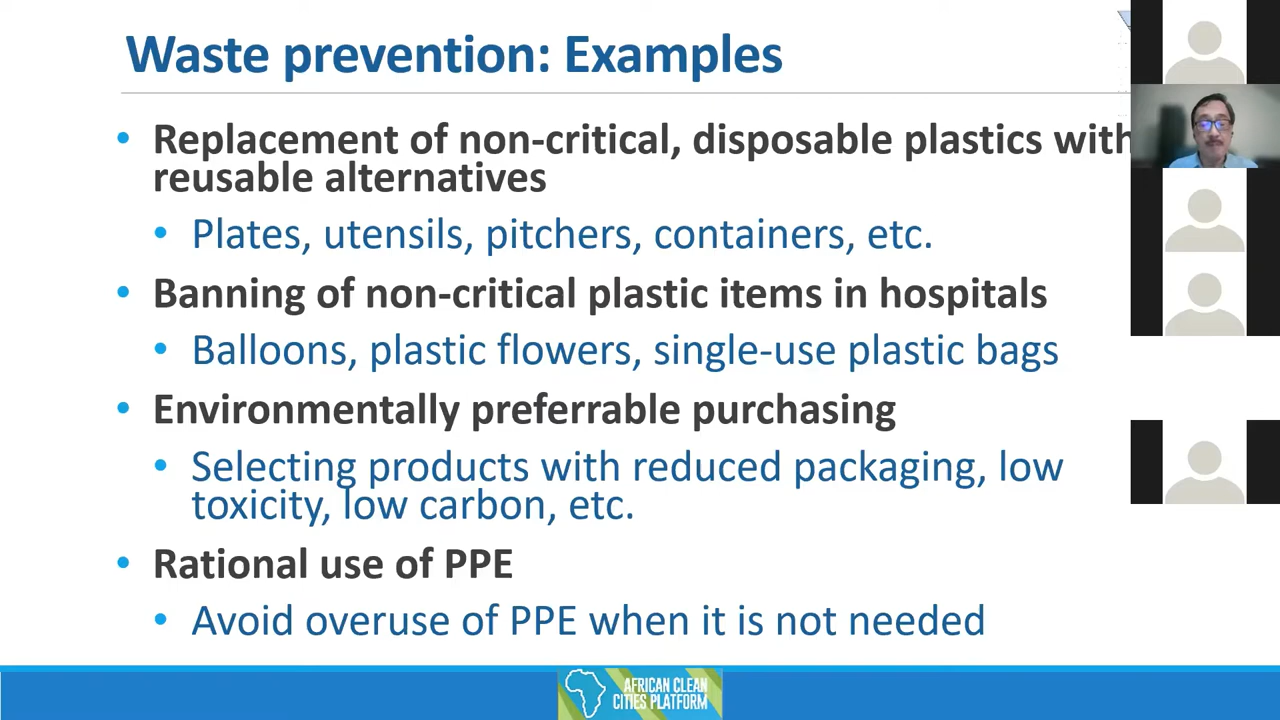 Waste prevention: Examples
• Replacement of non-critical, disposable plastics with
reusable alternatives
• Plates, utensils, pitchers, containers, etc.
• Banning of non-critical plastic items in hospitals
• Balloons, plastic flowers, single-use plastic bags
• Environmentally preferrable purchasing
• Selecting products with reduced packaging, low
toxicity, low carbon, etc.
• Rational use of PPE
• Avoid overuse of PPE when it is not needed
AFRICAN CLEAN
CITIES PLATFORM